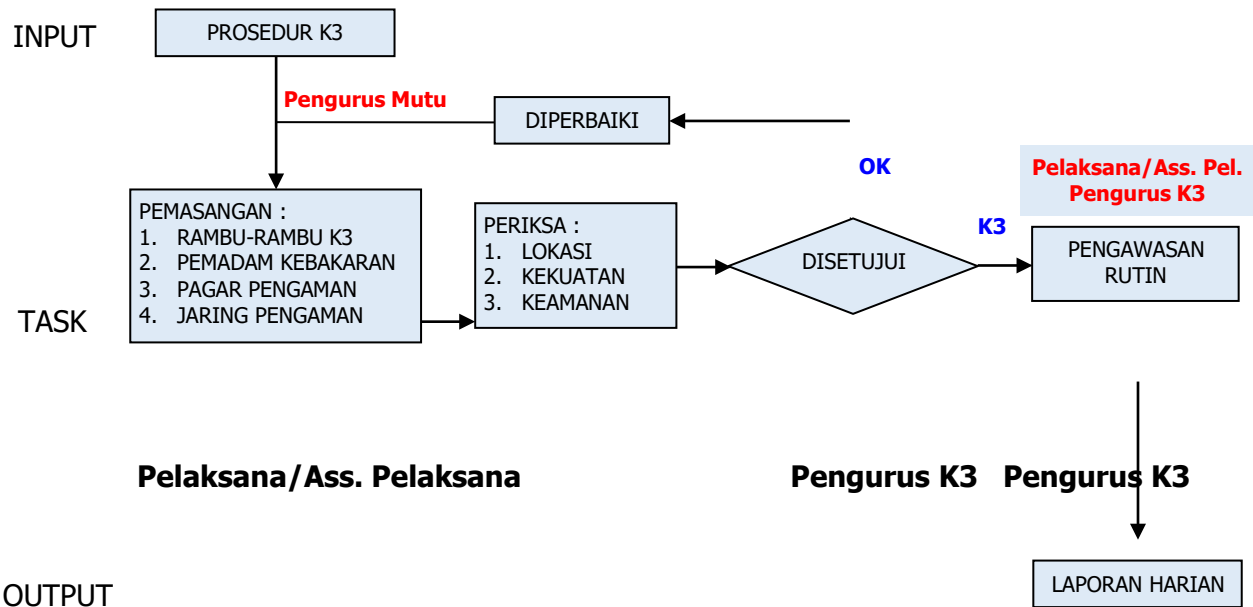 INPUT
PROSEDUR K3
Pengurus Mutu
DIPERBAIKI
OK
Pelaksana/Ass. Pel.
Pengurus K3
PEMASANGAN :
1. RAMBU-RAMBU K3
2. PEMADAM KEBAKARAN
3. PAGAR PENGAMAN
4. JARING PENGAMAN
PERIKSA :
1. LOKASI
2. KEKUATAN
3. KEAMANAN
DISETUJUI
K3
PENGAWASAN
RUTIN
TASK
Pelaksana/Ass. Pelaksana
Pengurus K3
Pengurus K3
OUTPUT
LAPORAN HARIAN